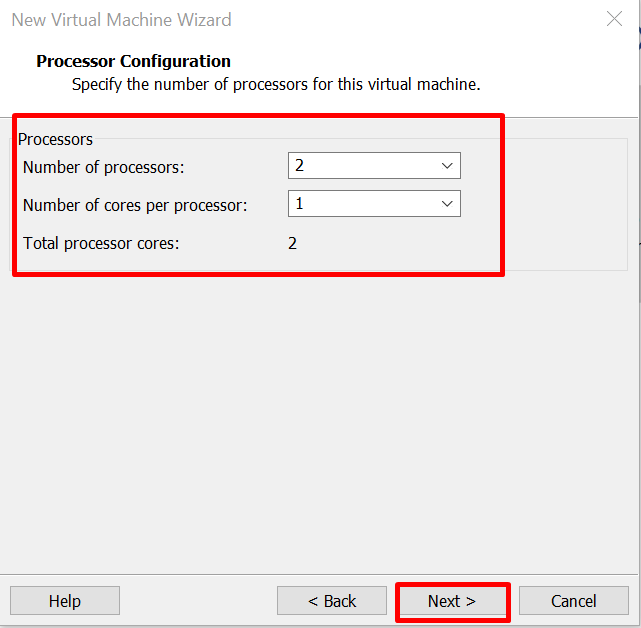 New Virtual Machine Wizard
Processor Configuration
Specify the number of processors for this virtual machine.
Processors
Number of processors: 2
Number of cores per processor: 1
Total processor cores: 2
Help < Back Next > Cancel